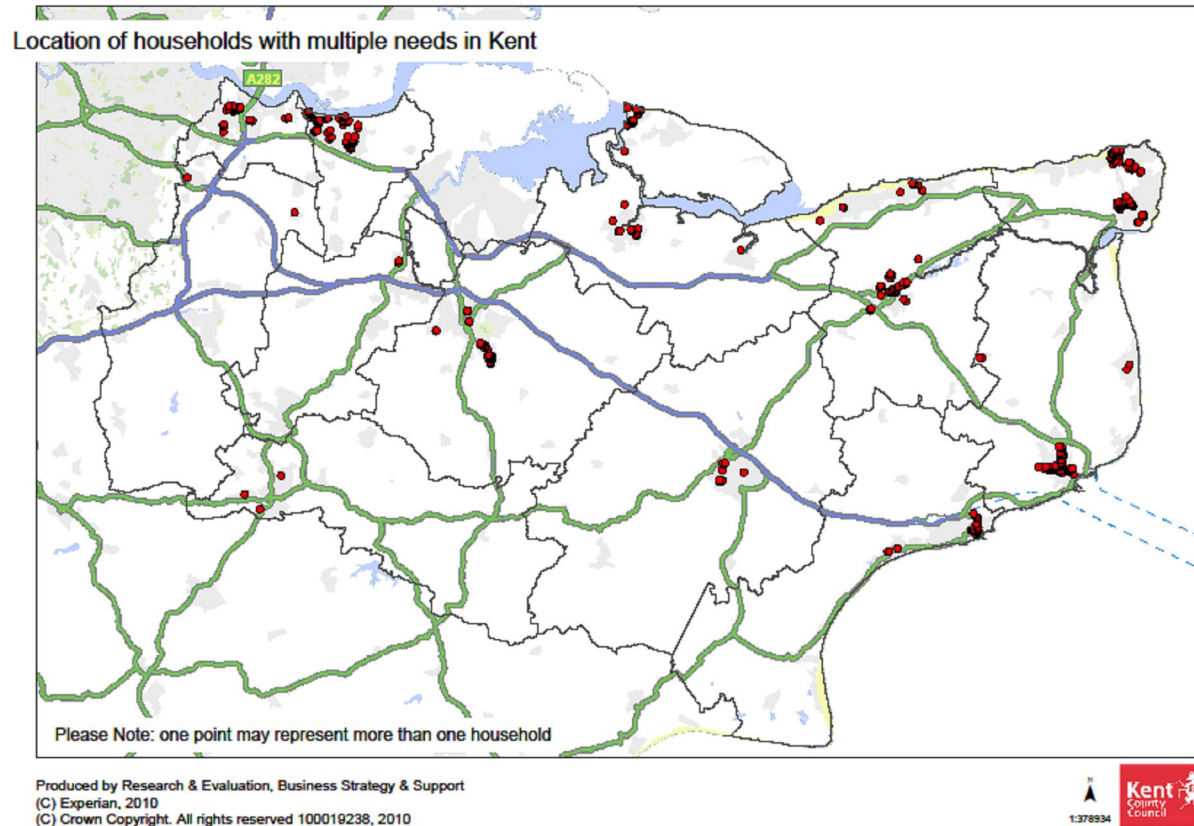 Location of households with multiple needs in Kent
A282
Please Note: one point may represent more than one household
Produced by Research & Evaluation, Business Strategy & Support
(C) Experian, 2010
(C) Crown Copyright. All rights reserved 100019238, 2010
N
1:378934
Kent
County
Council